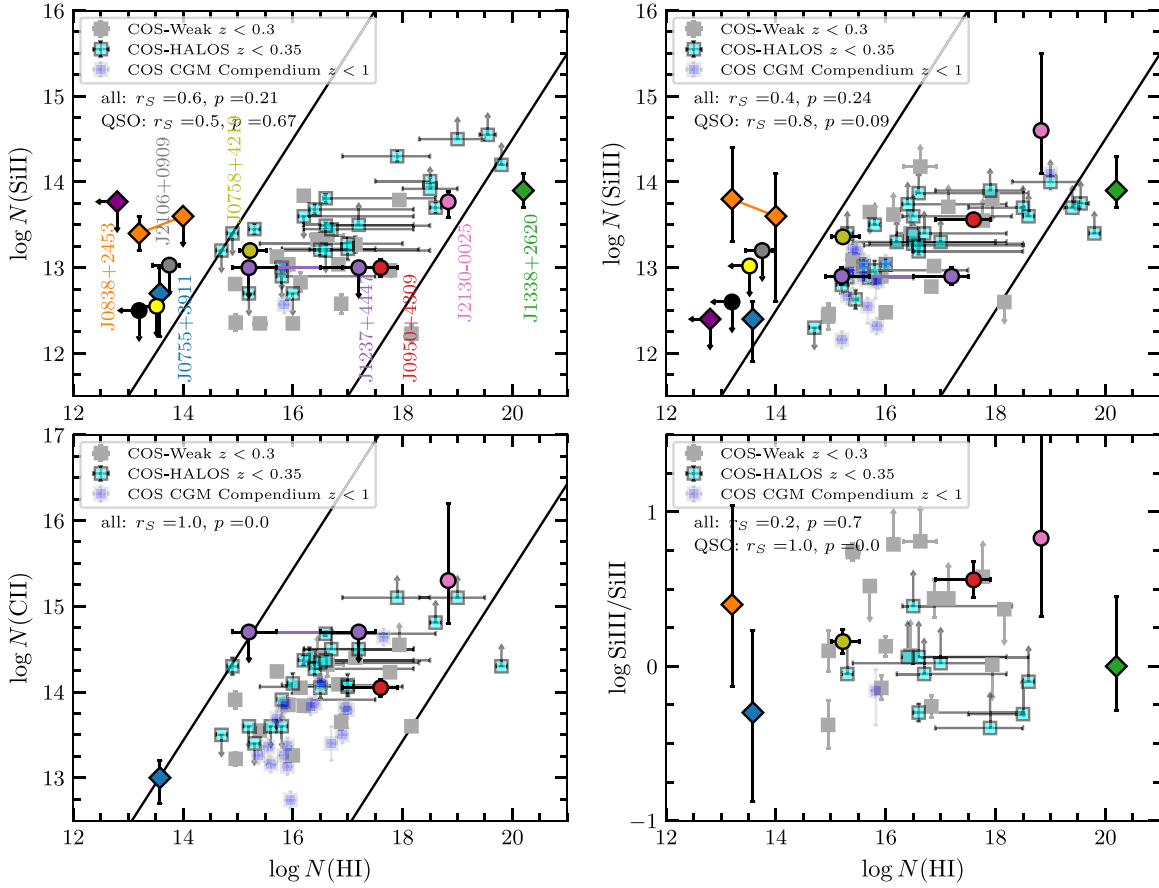 COS-Weak z < 0.3
COS-HALOS z < 0.35
COS CGM Compendium z < 1
all: r_S =0.6, p =0.21
QSO: r_S =0.5, p =0.67
log N(SiII)
16
15
14
13
12
12 14 16 18 20
J0838+2453
J2106+0909
J0755+3911
J0758+4219
J1237+4447
J0950+4309
J2130-0025
J1338+2620
COS-Weak z < 0.3
COS-HALOS z < 0.35
COS CGM Compendium z < 1
all: r_S =0.4, p =0.24
QSO: r_S =0.8, p =0.09
log N(SiIII)
16
15
14
13
12
12 14 16 18 20
COS-Weak z < 0.3
COS-HALOS z < 0.35
COS CGM Compendium z < 1
all: r_S =1.0, p =0.0
log N(CII)
17
16
15
14
13
12 14 16 18 20
log N(HI)
COS-Weak z < 0.3
COS-HALOS z < 0.35
COS CGM Compendium z < 1
all: r_S =0.2, p =0.7
QSO: r_S =1.0, p =0.0
log SiIII/SiII
1
0
−1
12 14 16 18 20
log N(HI)